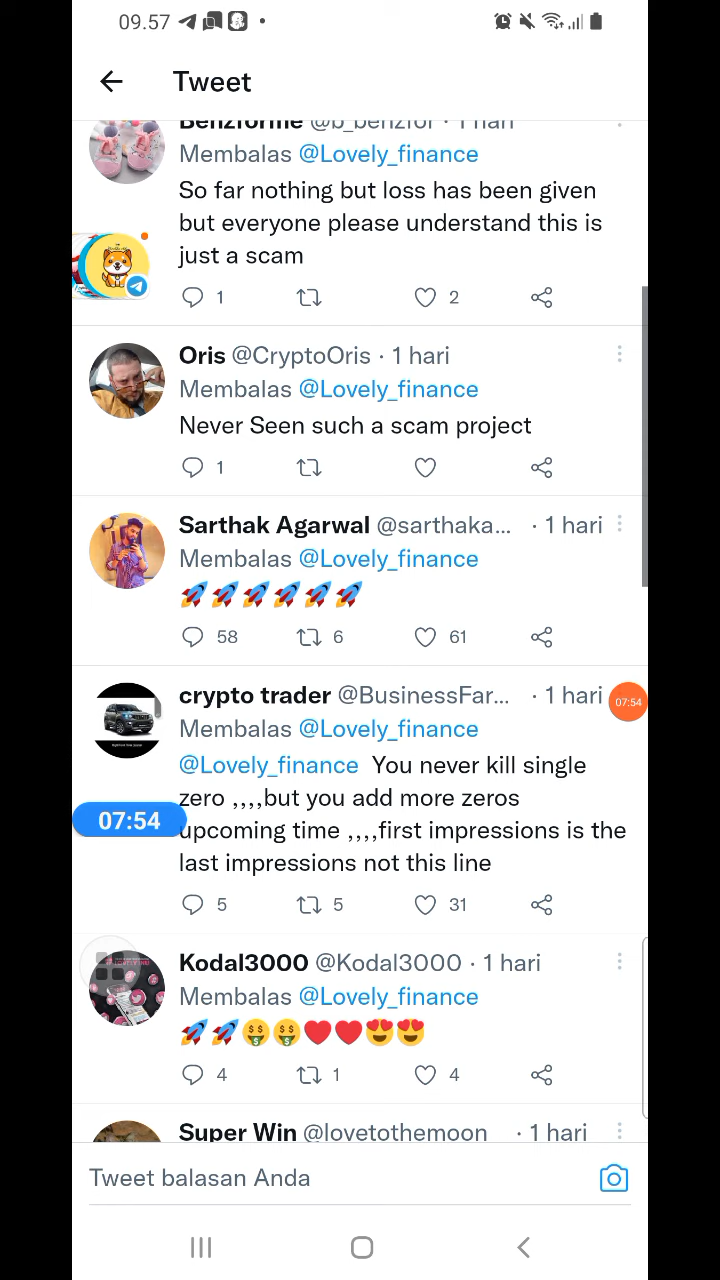 09.57
Tweet
Benzforme @b_benzfor · 1 hari
Membalas @Lovely_finance
So far nothing but loss has been given
but everyone please understand this is
just a scam
1 2
Oris @CryptoOris · 1 hari
Membalas @Lovely_finance
Never Seen such a scam project
1
Sarthak Agarwal @sarthaka... · 1 hari
Membalas @Lovely_finance
🚀🚀🚀🚀🚀🚀
58 6 61
crypto trader @BusinessFar... · 1 hari
07:54
Membalas @Lovely_finance
@Lovely_finance You never kill single
zero ,,,,but you add more zeros
07:54
upcoming time ,,,,first impressions is the
last impressions not this line
5 5 31
Kodal3000 @Kodal3000 · 1 hari
Membalas @Lovely_finance
🚀🚀🤑🤑❤️❤️😍😍
4 1 4
Super Win @lovetothemoon · 1 hari
Tweet balasan Anda